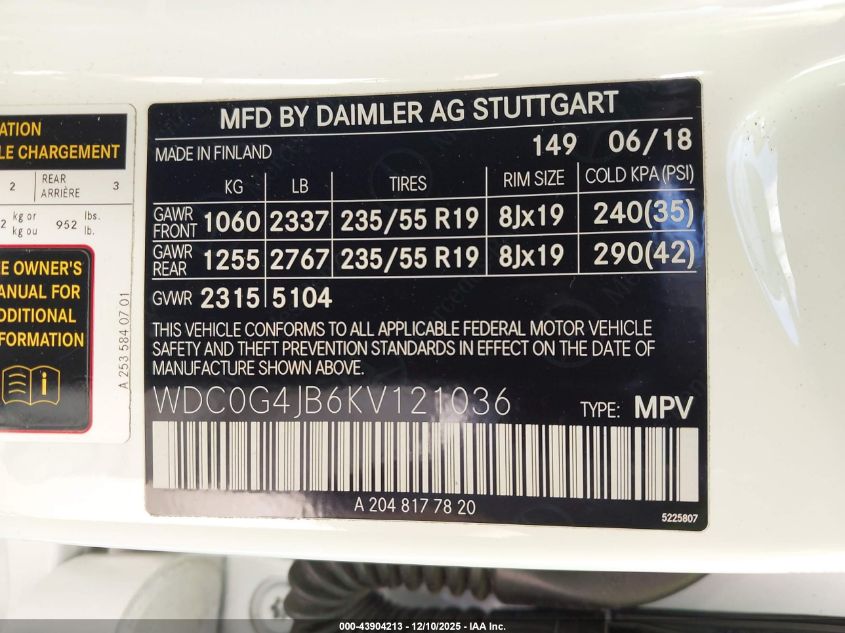 ATION
LE CHARGEMENT
2 REAR ARRIÈRE 3
2 kg or kg ou 952 lbs. lb.
E OWNER'S
ANUAL FOR
DDITIONAL
FORMATION
A 253 584 07 01
MFD BY DAIMLER AG STUTTGART
MADE IN FINLAND 149 06/18
KG LB TIRES RIM SIZE COLD KPA (PSI)
GAWR FRONT 1060 2337 235/55 R19 8Jx19 240(35)
GAWR REAR 1255 2767 235/55 R19 8Jx19 290(42)
GVWR 2315 5104
THIS VEHICLE CONFORMS TO ALL APPLICABLE FEDERAL MOTOR VEHICLE
SAFETY AND THEFT PREVENTION STANDARDS IN EFFECT ON THE DATE OF
MANUFACTURE SHOWN ABOVE.
WDC0G4JB6KV121036 TYPE: MPV
A 204 817 78 20
5225807
000-43904213 - 12/10/2025 - IAA Inc.